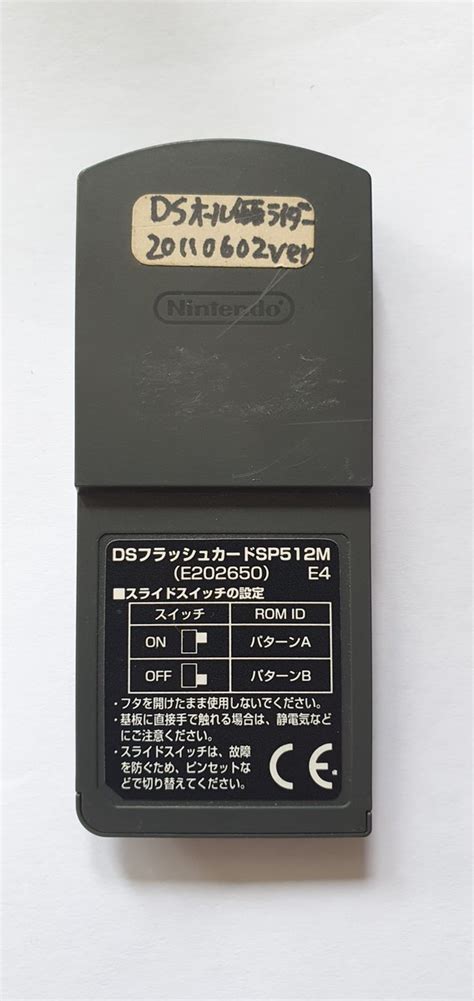 DSオール仮面ライダー
20110602ver
Nintendo®
DSフラッシュカードSP512M
(E202650) E4
■スライドスイッチの設定
スイッチ ROM ID
ON パターンA
OFF パターンB
・フタを開けたまま使用しないでください。
・基板に直接手で触れる場合は、静電気など
にご注意ください。
・スライドスイッチは、故障
を防ぐため、ピンセットな
どで切り替えてください。
CE